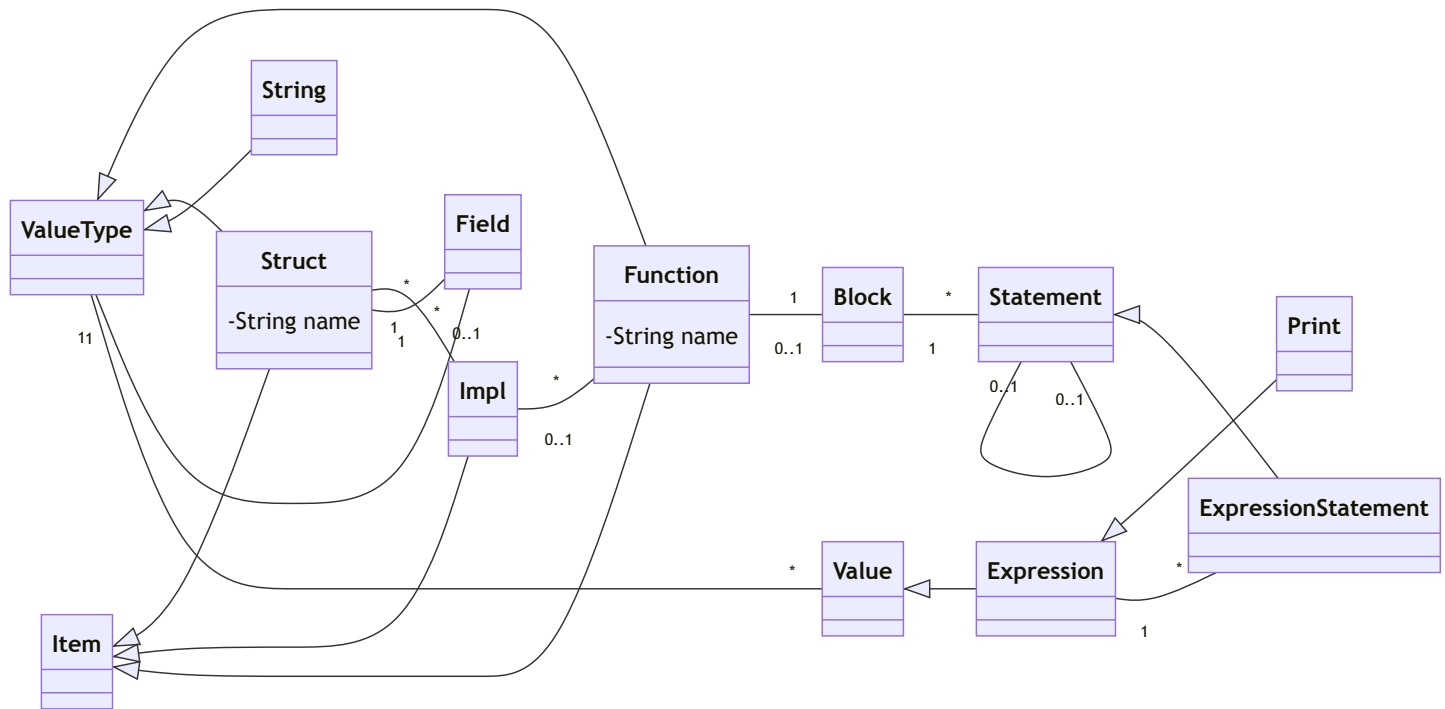 String
ValueType
Struct
-String name
Field
Function
-String name
Block
Statement
Print
*
*
1
1
0..1
11
1
0..1
*
1
0..1
0..1
Impl
*
0..1
ExpressionStatement
Value
*
Expression
*
1
Item